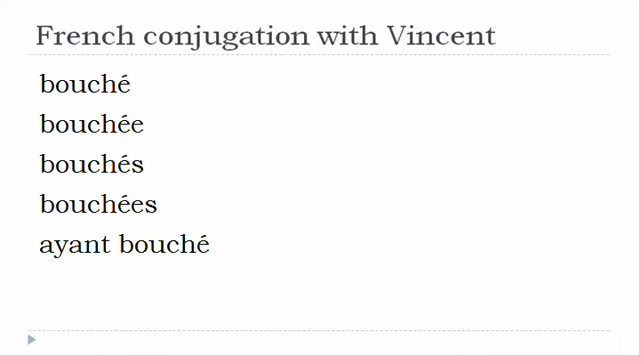 French conjugation with Vincent
bouché
bouchée
bouchés
bouchées
ayant bouché